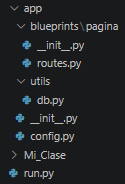 app
blueprints\pagina
__init__.py
routes.py
utils
db.py
__init__.py
config.py
Mi_Clase
run.py